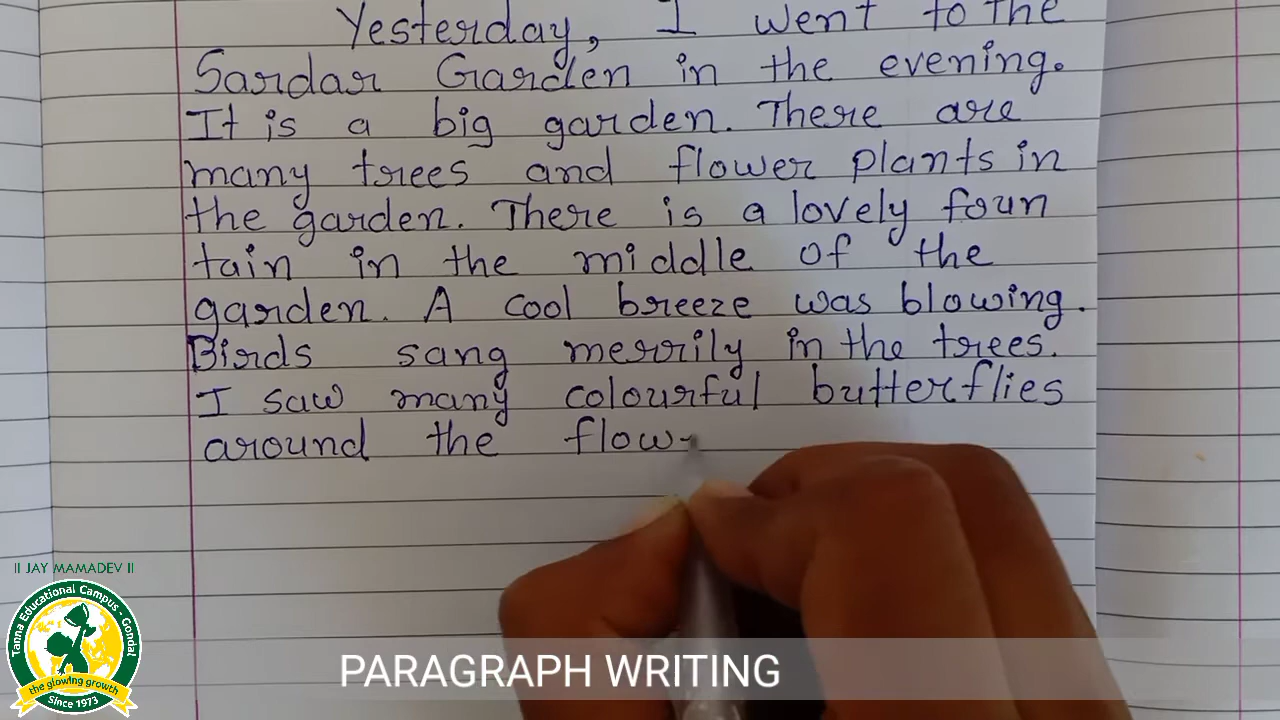 Yesterday, I went to the
Sardar Garden in the evening.
It is a big garden. There are
many trees and flower plants in
the garden. There is a lovely foun
tain in the middle of the
garden. A cool breeze was blowing.
Birds sang merrily in the trees.
I saw many colourful butterflies
around the flow
II JAY MAMADEV II
Tanna Educational Campus - Gondal
the glowing growth
Since 1973
PARAGRAPH WRITING